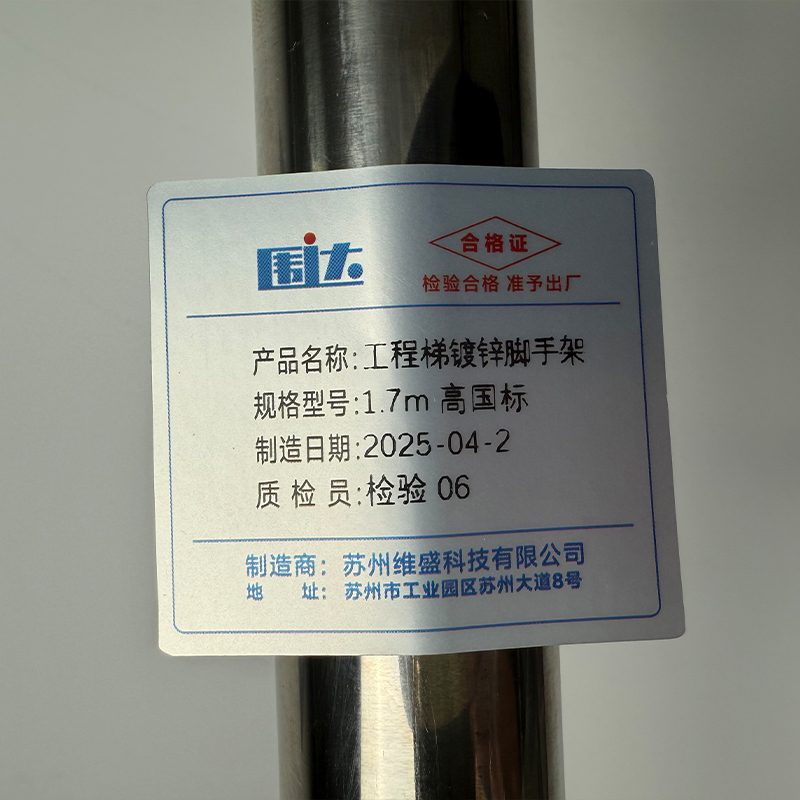 围达
合格证
检验合格 准予出厂
产品名称:工程梯镀锌脚手架
规格型号:1.7m 高国标
制造日期:2025-04-2
质 检 员:检验 06
制造商：苏州维盛科技有限公司
地 址：苏州市工业园区苏州大道8号